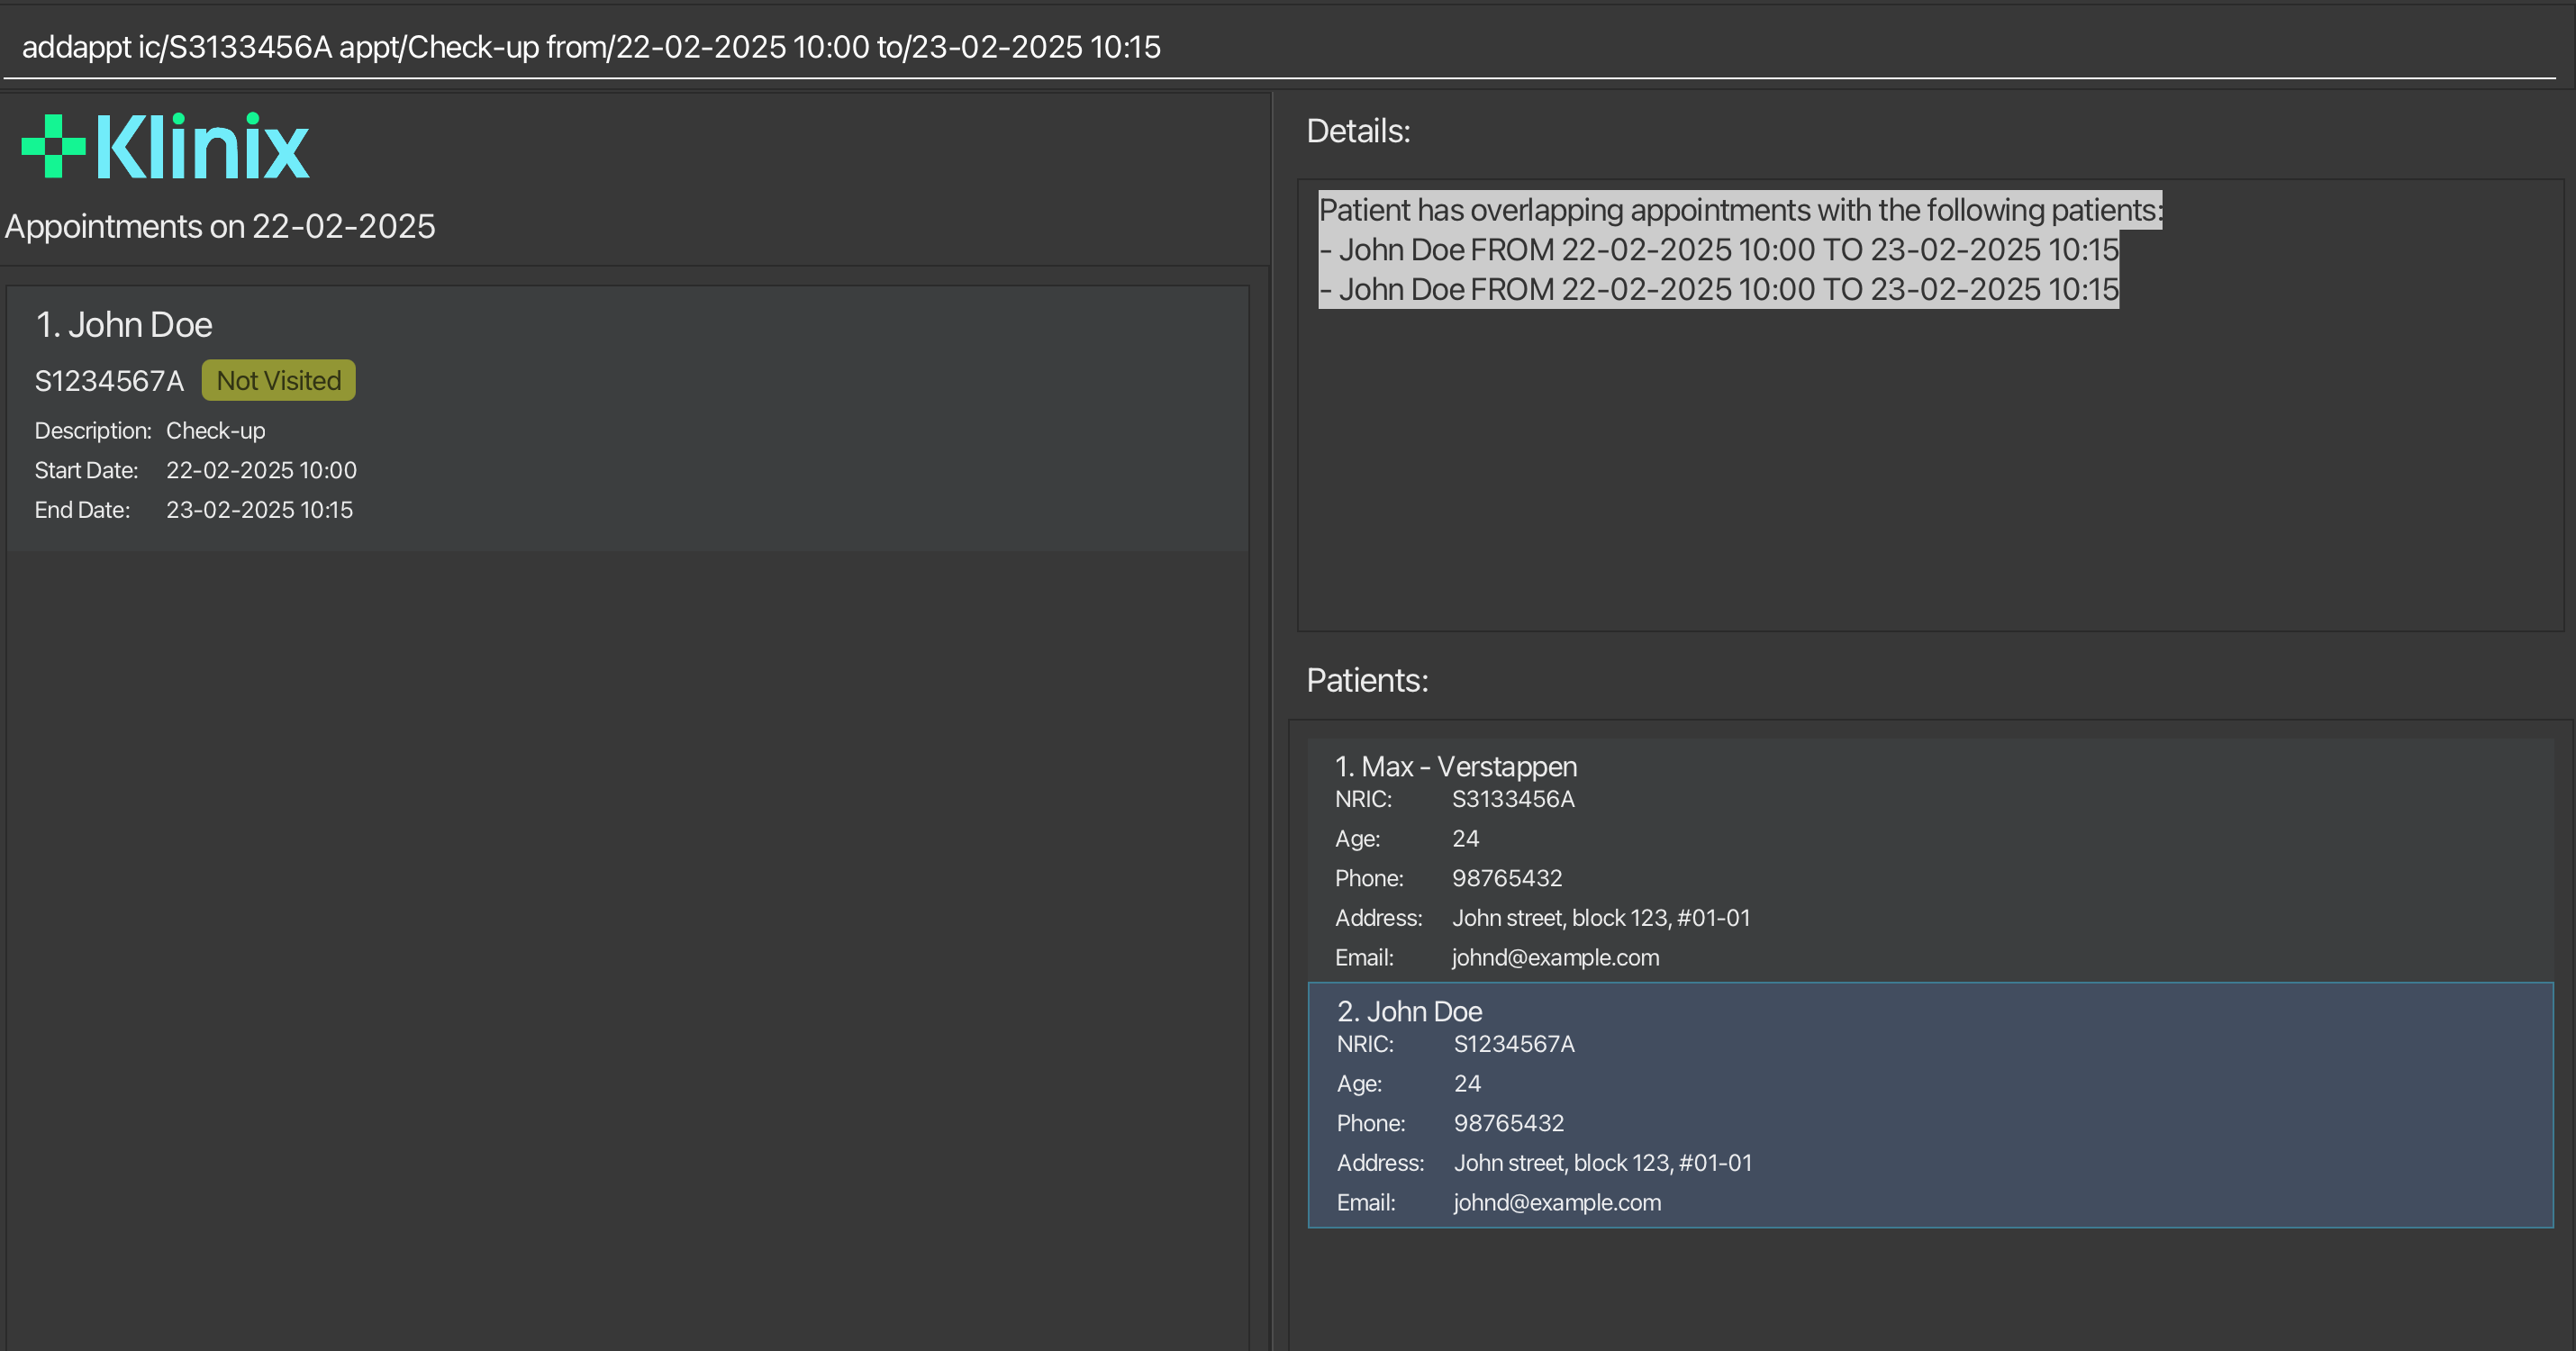 addappt ic/S3133456A appt/Check-up from/22-02-2025 10:00 to/23-02-2025 10:15
Klinix
Appointments on 22-02-2025
1. John Doe
S1234567A Not Visited
Description: Check-up
Start Date: 22-02-2025 10:00
End Date: 23-02-2025 10:15
Details:
Patient has overlapping appointments with the following patients:
- John Doe FROM 22-02-2025 10:00 TO 23-02-2025 10:15
- John Doe FROM 22-02-2025 10:00 TO 23-02-2025 10:15
Patients:
1. Max - Verstappen
NRIC: S3133456A
Age: 24
Phone: 98765432
Address: John street, block 123, #01-01
Email: johnd@example.com
2. John Doe
NRIC: S1234567A
Age: 24
Phone: 98765432
Address: John street, block 123, #01-01
Email: johnd@example.com